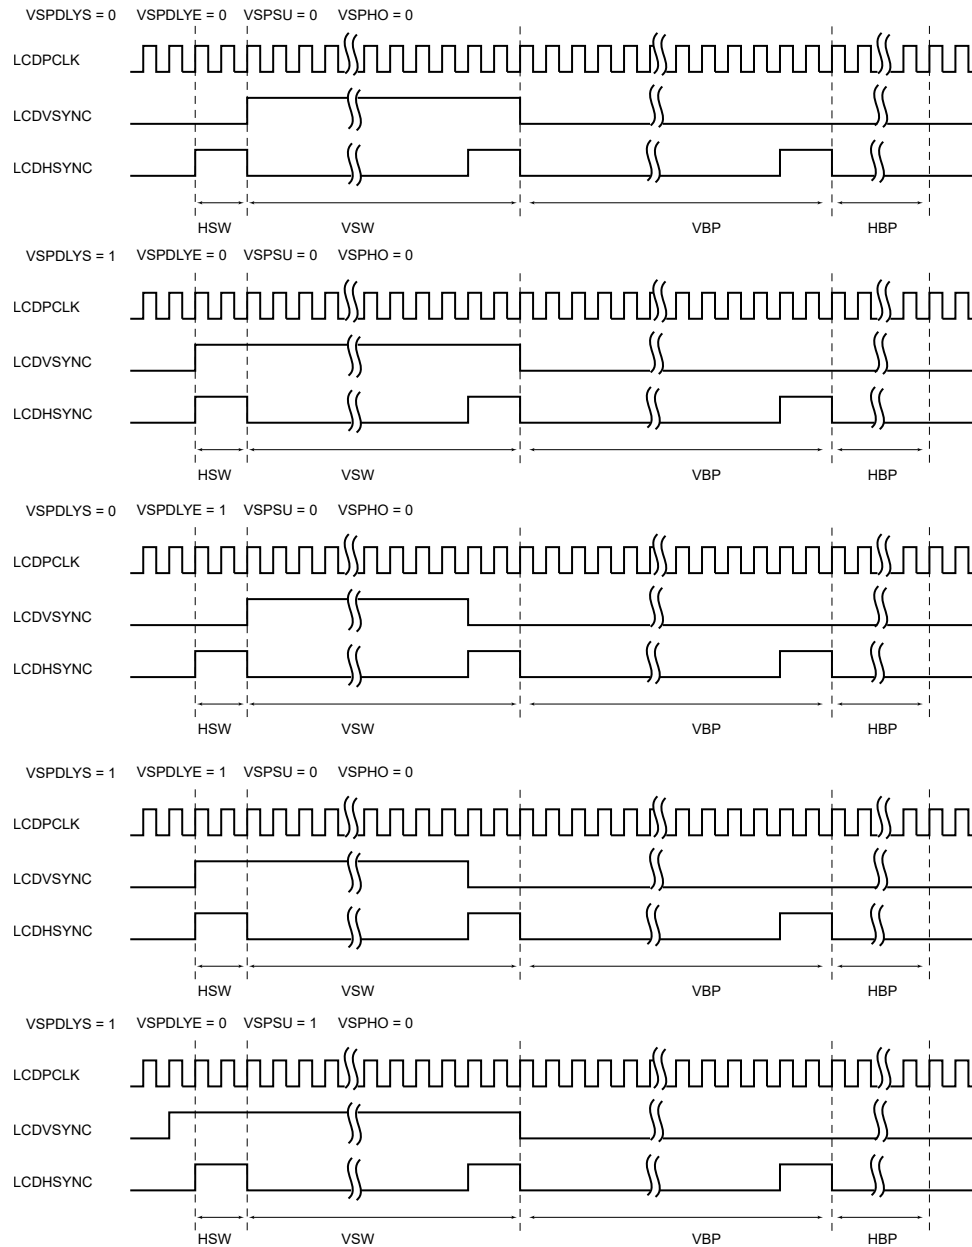 VSPDLYS = 0 VSPDLYE = 0 VSPSU = 0 VSPHO = 0
LCDPCLK
LCDVSYNC
LCDHSYNC
HSW VSW VBP HBP
VSPDLYS = 1 VSPDLYE = 0 VSPSU = 0 VSPHO = 0
LCDPCLK
LCDVSYNC
LCDHSYNC
HSW VSW VBP HBP
VSPDLYS = 0 VSPDLYE = 1 VSPSU = 0 VSPHO = 0
LCDPCLK
LCDVSYNC
LCDHSYNC
HSW VSW VBP HBP
VSPDLYS = 1 VSPDLYE = 1 VSPSU = 0 VSPHO = 0
LCDPCLK
LCDVSYNC
LCDHSYNC
HSW VSW VBP HBP
VSPDLYS = 1 VSPDLYE = 0 VSPSU = 1 VSPHO = 0
LCDPCLK
LCDVSYNC
LCDHSYNC
HSW VSW VBP HBP